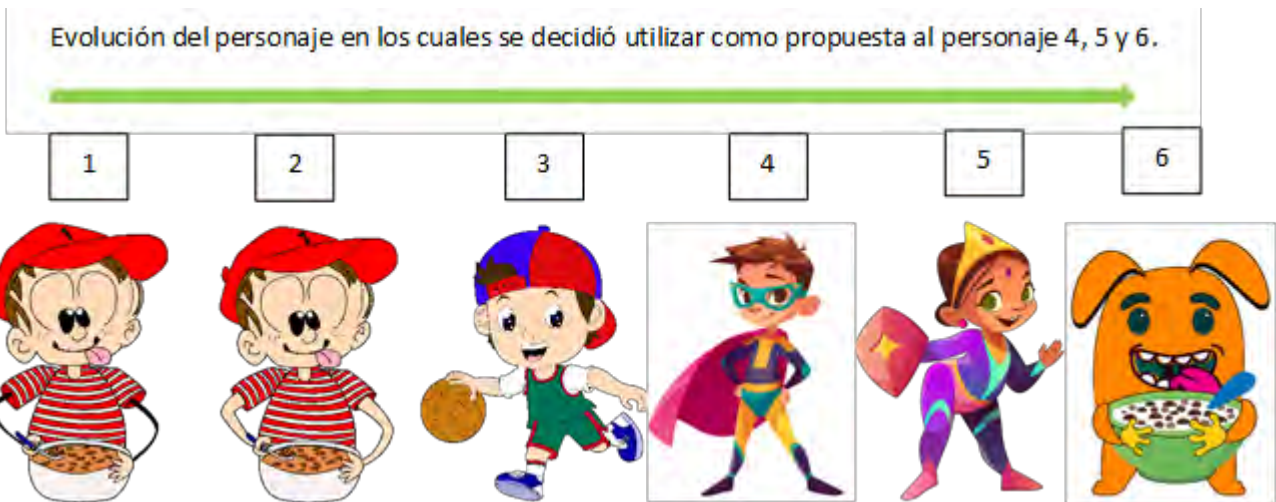 Evolución del personaje en los cuales se decidió utilizar como propuesta al personaje 4, 5 y 6.
1 2 3 4 5 6